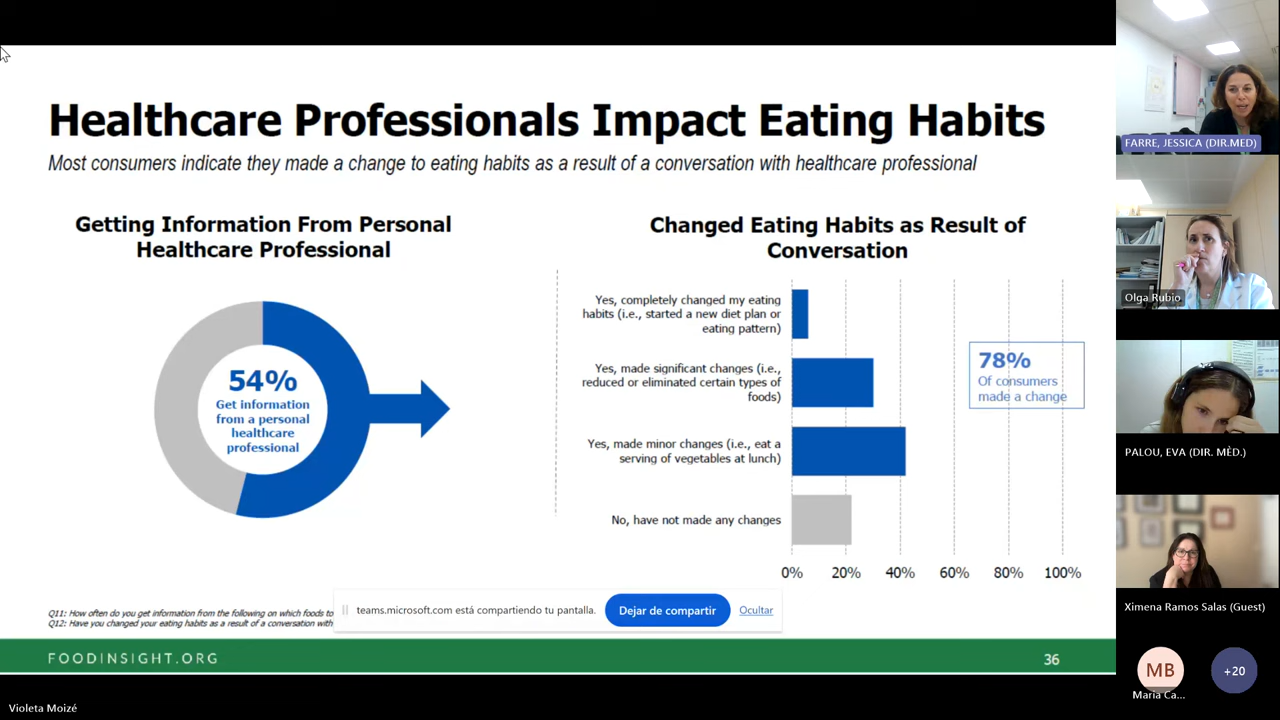 Healthcare Professionals Impact Eating Habits
Most consumers indicate they made a change to eating habits as a result of a conversation with healthcare professional
Getting Information From Personal
Healthcare Professional
54%
Get information
from a personal
healthcare
professional
Changed Eating Habits as Result of
Conversation
Yes, completely changed my eating
habits (i.e., started a new diet plan or
eating pattern)
Yes, made significant changes (i.e.,
reduced or eliminated certain types of
foods)
Yes, made minor changes (i.e., eat a
serving of vegetables at lunch)
No, have not made any changes
78%
Of consumers
made a change
0% 20% 40% 60% 80% 100%
Q11: How often do you get information from the following on which foods to
Q12: Have you changed your eating habits as a result of a conversation with
teams.microsoft.com está compartiendo tu pantalla.
Dejar de compartir
Ocultar
FOODINSIGHT.ORG
36
Violeta Moizé
FARRE, JESSICA (DIR.MED)
Olga Rubio
PALOU, EVA (DIR. MÈD.)
Ximena Ramos Salas (Guest)
MB
Maria Ca...
+20